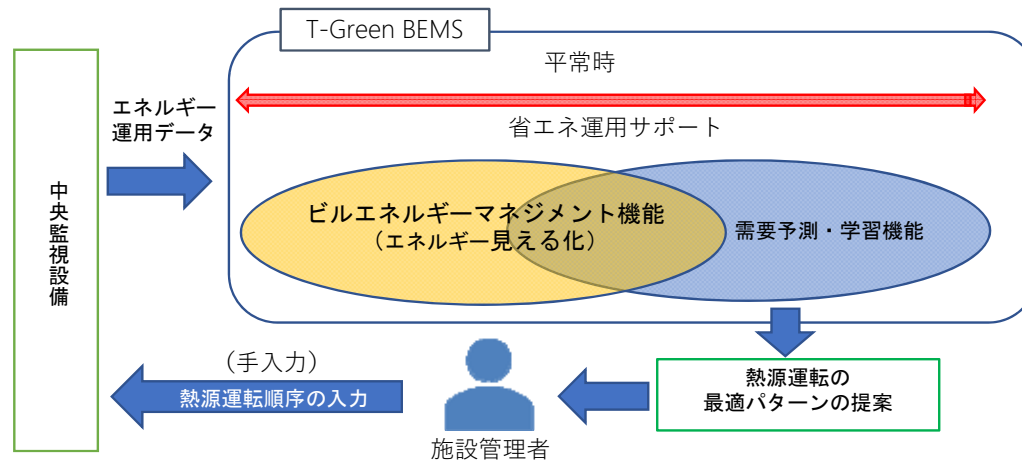 T-Green BEMS
平常時
省エネ運用サポート
エネルギー
運用データ
中央監視設備
ビルエネルギーマネジメント機能
（エネルギー見える化）
需要予測・学習機能
（手入力）
熱源運転順序の入力
施設管理者
熱源運転の
最適パターンの提案